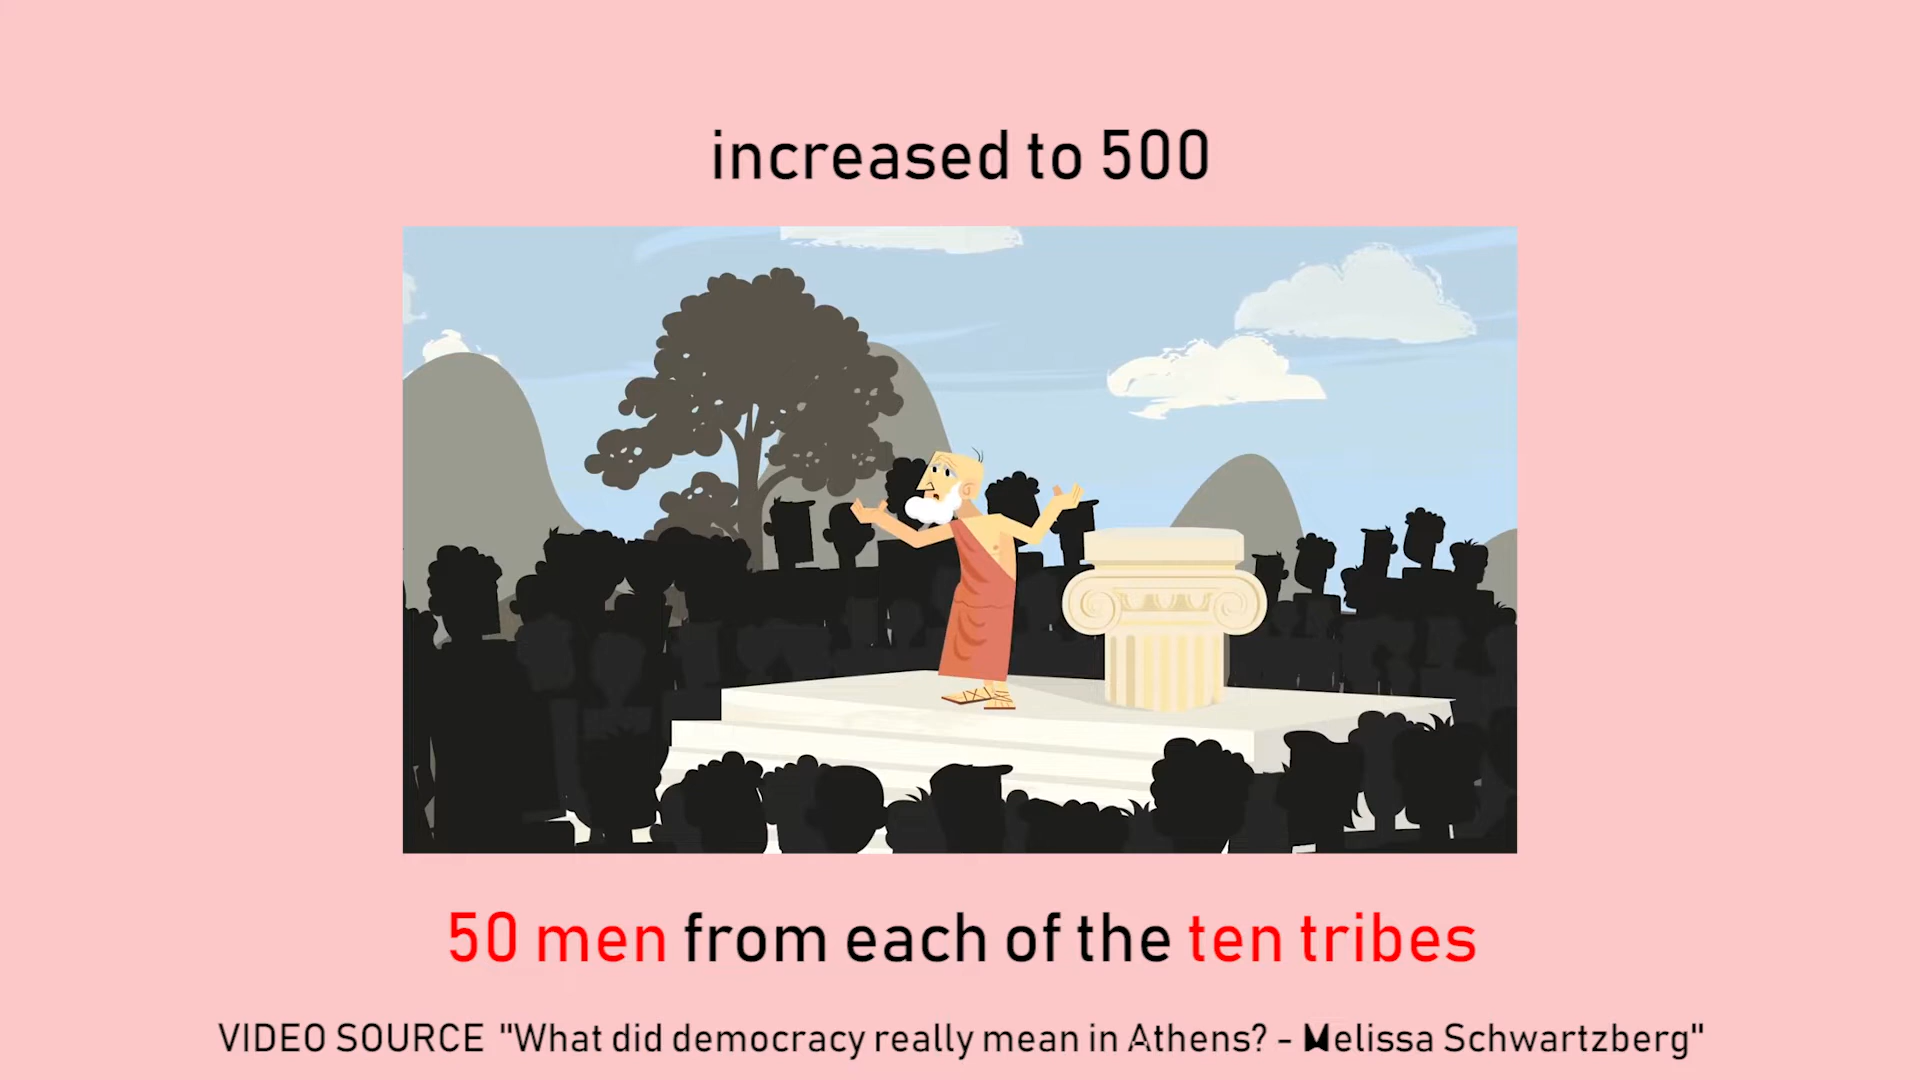 increased to 500
50 men from each of the ten tribes
VIDEO SOURCE "What did democracy really mean in Athens? - Melissa Schwartzberg"